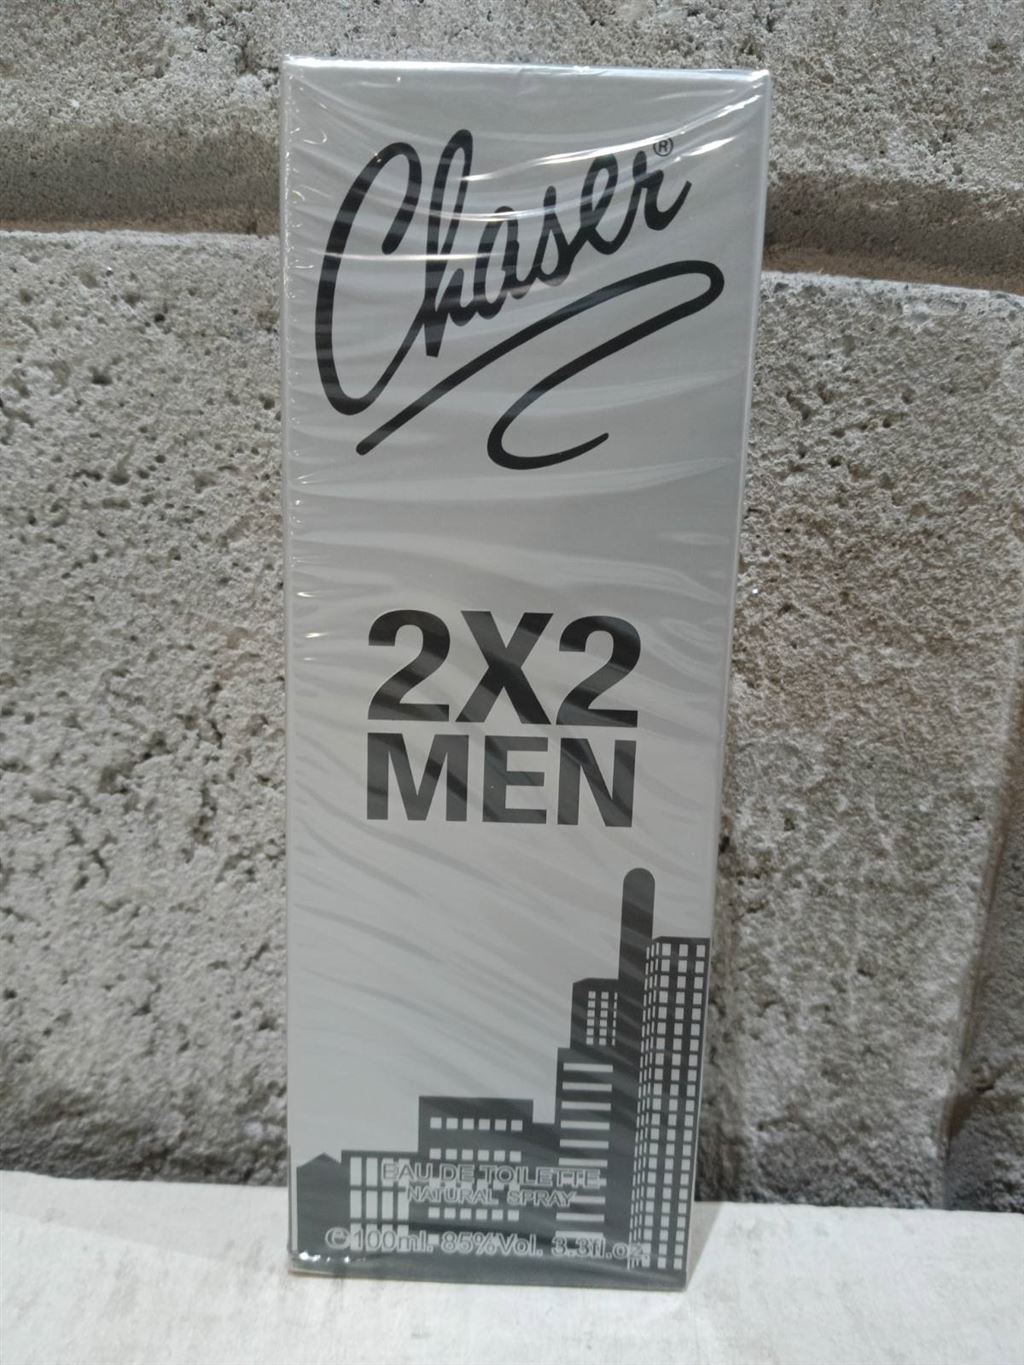 Chaser®
2X2
MEN
EAU DE TOILETTE
NATURAL SPRAY
℮100ml. 85%Vol. 3.3fl.oz.